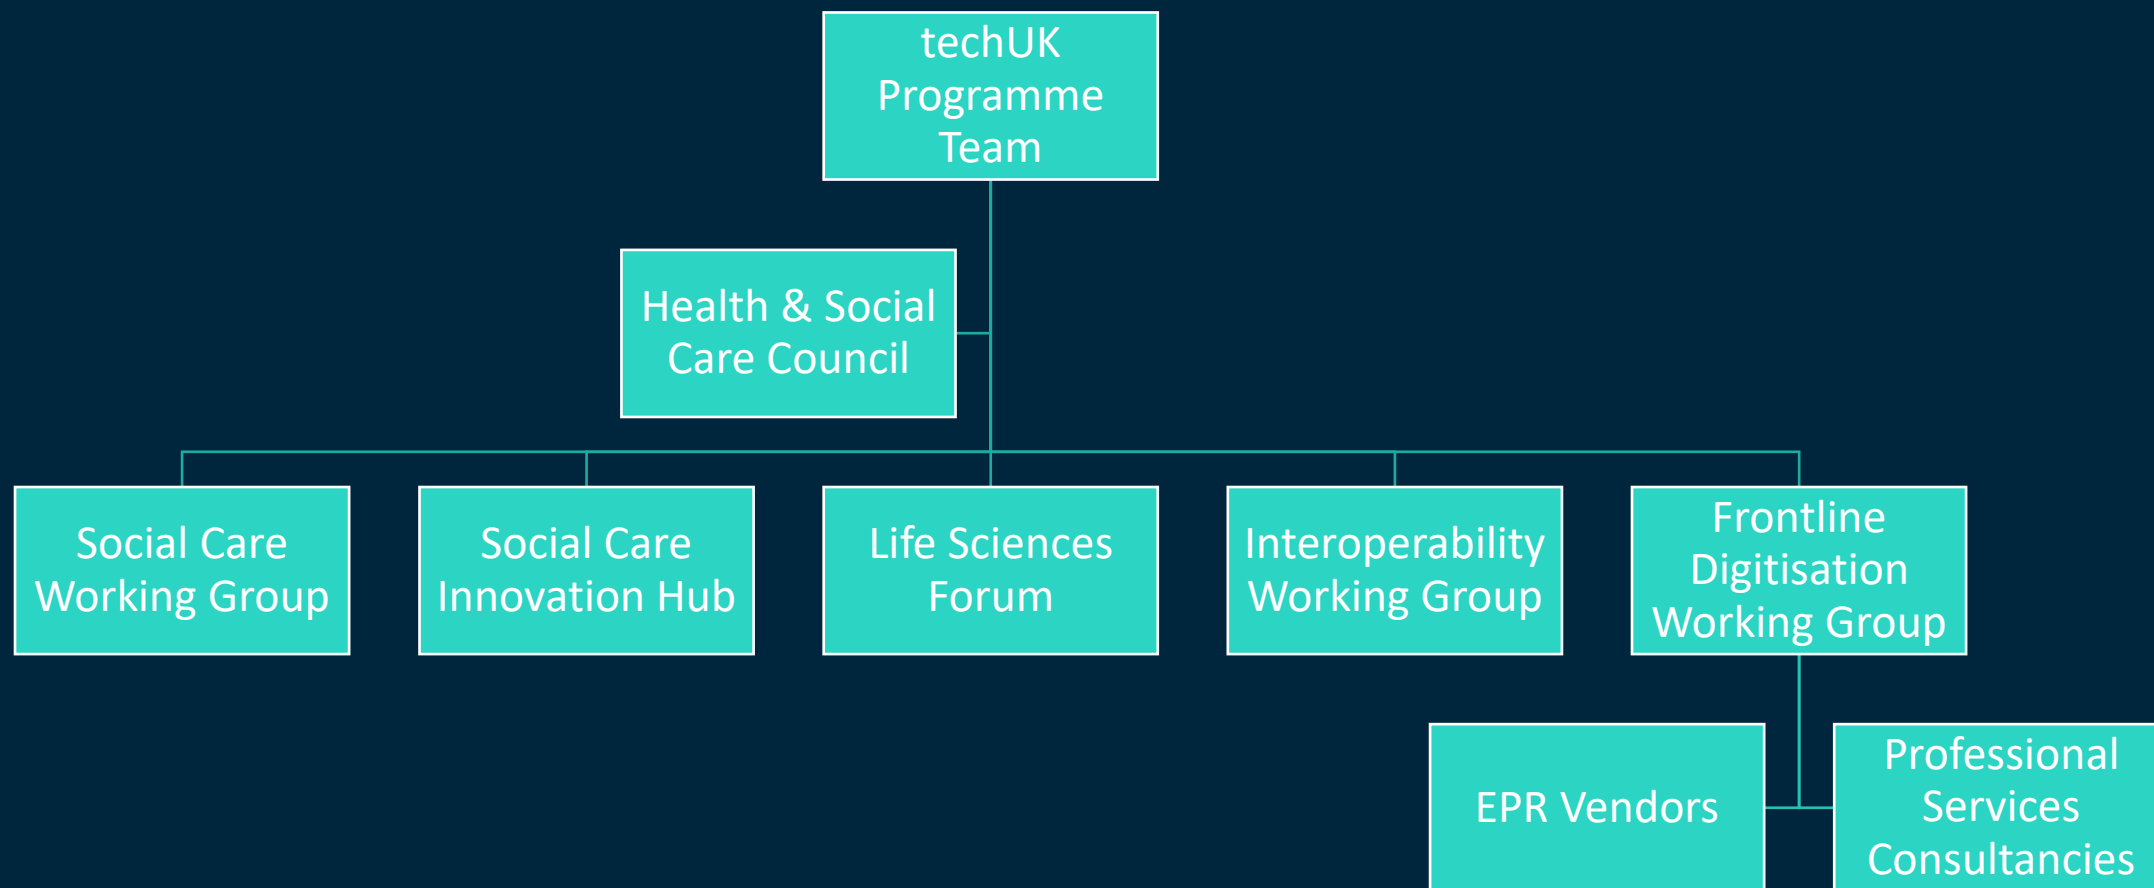 techUK
Programme
Team
Health & Social
Care Council
Social Care
Working Group
Social Care
Innovation Hub
Life Sciences
Forum
Interoperability
Working Group
Frontline
Digitisation
Working Group
EPR Vendors
Professional
Services
Consultancies